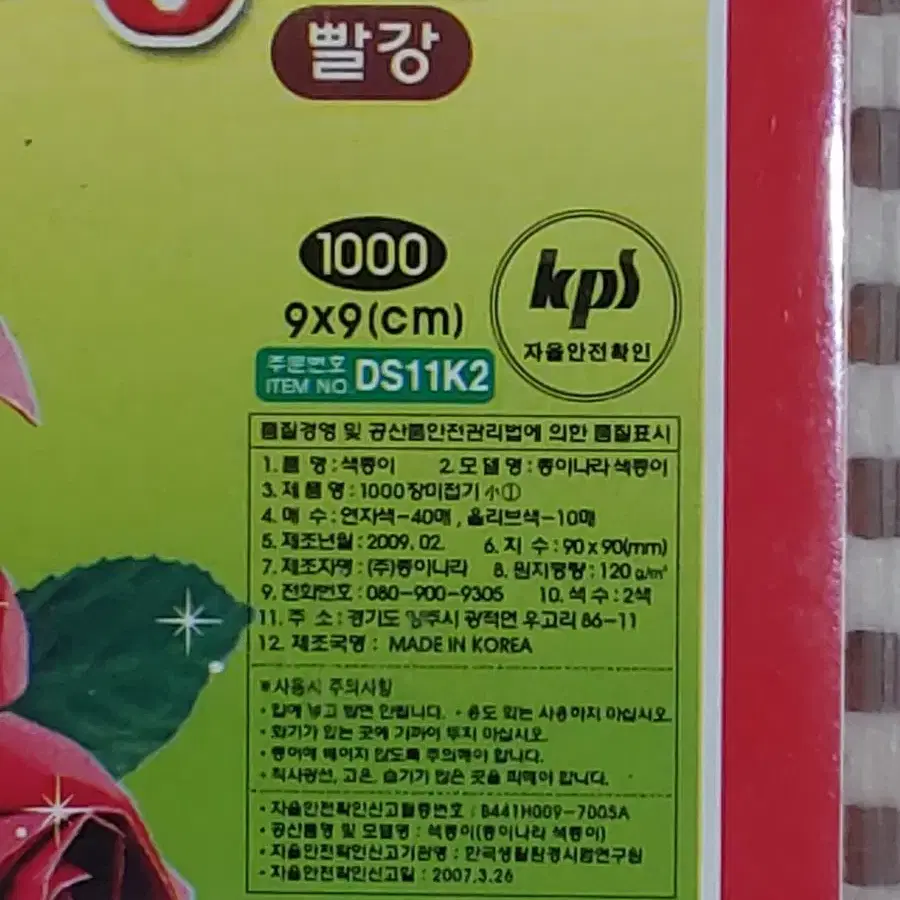 빨강
1000
9x9(cm)
kps
자율안전확인
주문번호
ITEM NO. DS11K2
품질경영 및 공산품안전관리법에 의한 품질표시
1. 품 명 : 색종이 2. 모델명 : 종이나라 색종이
3. 제품명 : 1000장미접기 小①
4. 매 수 : 연자색-40매 , 올리브색-10매
5. 제조년월 : 2009. 02. 6. 치 수 : 90 x 90(mm)
7. 제조자명 : (주)종이나라 8. 원지평량 : 120 g/㎡
9. 전화번호 : 080-900-9305 10. 색 수 : 2색
11. 주 소 : 경기도 양주시 광적면 우고리 86-11
12. 제조국명 : MADE IN KOREA
※사용시 주의사항
· 입에 넣고 빨면 안됩니다. · 용도 외는 사용하지 마십시오.
· 화기가 있는 곳에 가까이 두지 마십시오.
· 종이에 베이지 않도록 주의해야 합니다.
· 직사광선, 고온, 습기가 많은 곳을 피해야 합니다.
· 자율안전확인신고필증번호 : B441H009-7005A
· 공산품명 및 모델명 : 색종이(종이나라 색종이)
· 자율안전확인신고기관명 : 한국생활환경시험연구원
· 자율안전확인신고일 : 2007.3.26